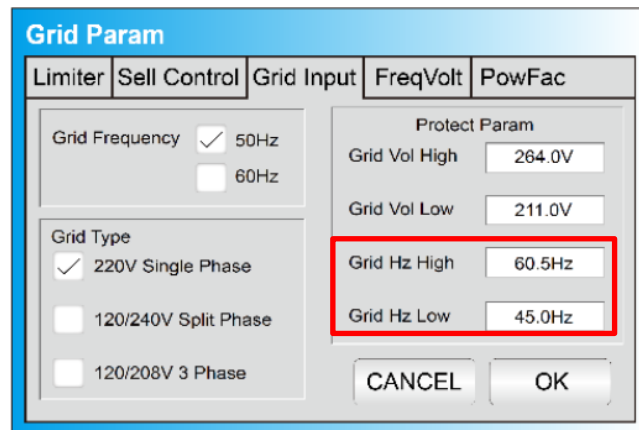 Grid Param
Limiter Sell Control Grid Input FreqVolt PowFac
Grid Frequency 50Hz
60Hz
Grid Type
220V Single Phase
120/240V Split Phase
120/208V 3 Phase
Protect Param
Grid Vol High 264.0V
Grid Vol Low 211.0V
Grid Hz High 60.5Hz
Grid Hz Low 45.0Hz
CANCEL OK